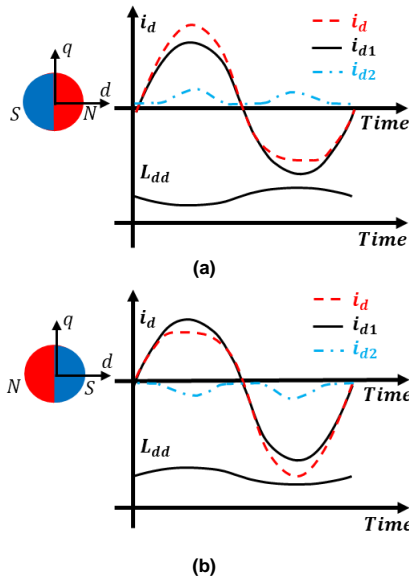 i_d
i_d
i_d1
i_d2
q
d
S
N
Time
L_dd
Time
(a)
i_d
i_d
i_d1
i_d2
q
d
N
S
Time
L_dd
Time
(b)